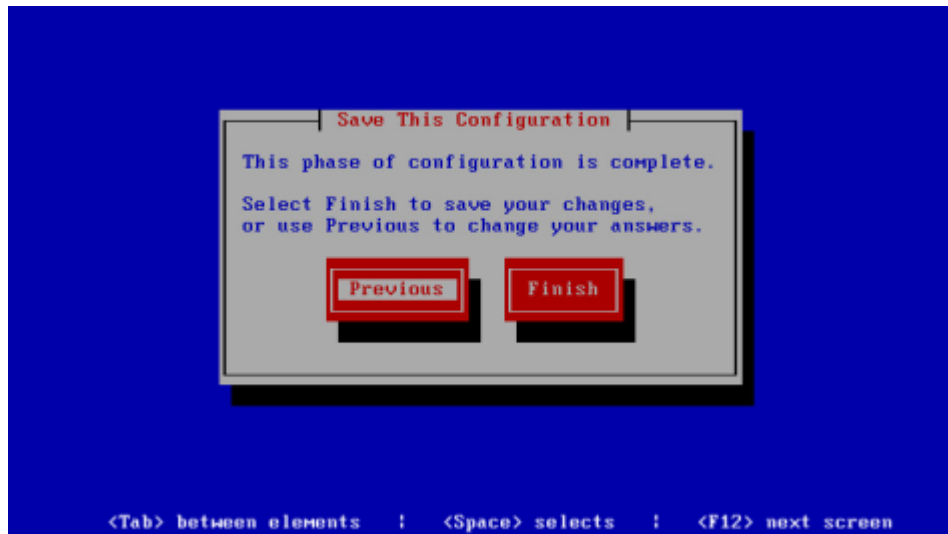 Save This Configuration
This phase of configuration is complete.
Select Finish to save your changes,
or use Previous to change your answers.
Previous Finish
<Tab> between elements ¦ <Space> selects ¦ <F12> next screen